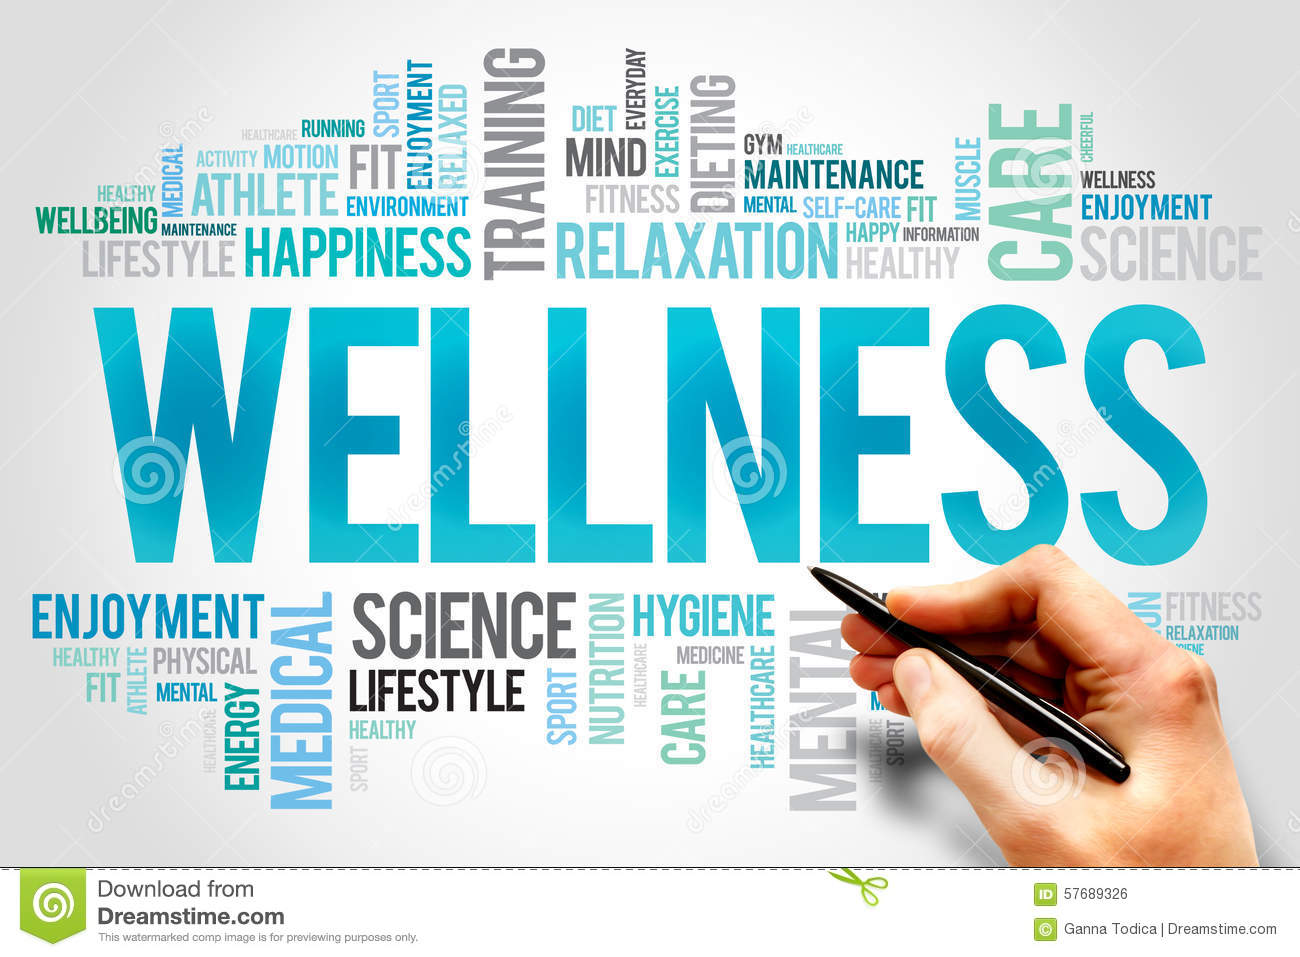 HEALTHCARE RUNNING SPORT ENJOYMENT RELAXED TRAINING
MEDICAL ACTIVITY MOTION FIT
HEALTHY ATHLETE ENVIRONMENT
WELLBEING MAINTENANCE
LIFESTYLE HAPPINESS
DIET EVERYDAY EXERCISE DIETING
MIND GYM HEALTHCARE
MAINTENANCE MUSCLE CARE CHEERFUL
FITNESS MENTAL SELF-CARE FIT WELLNESS
ENJOYMENT
RELAXATION HAPPY INFORMATION
HEALTHY SCIENCE
WELLNESS
ENJOYMENT MEDICAL SCIENCE NUTRITION HYGIENE MENTAL FITNESS
HEALTHY ATHLETE PHYSICAL HEALTHCARE MEDICINE RELAXATION
FIT MENTAL LIFESTYLE SPORT CARE HEALTHCARE
HEALTHCARE ENERGY HEALTHY
SPORT HEALTHCARE SPORT
dreamstime
Download from
Dreamstime.com
This watermarked comp image is for previewing purposes only.
ID 57689326
© Ganna Todica | Dreamstime.com